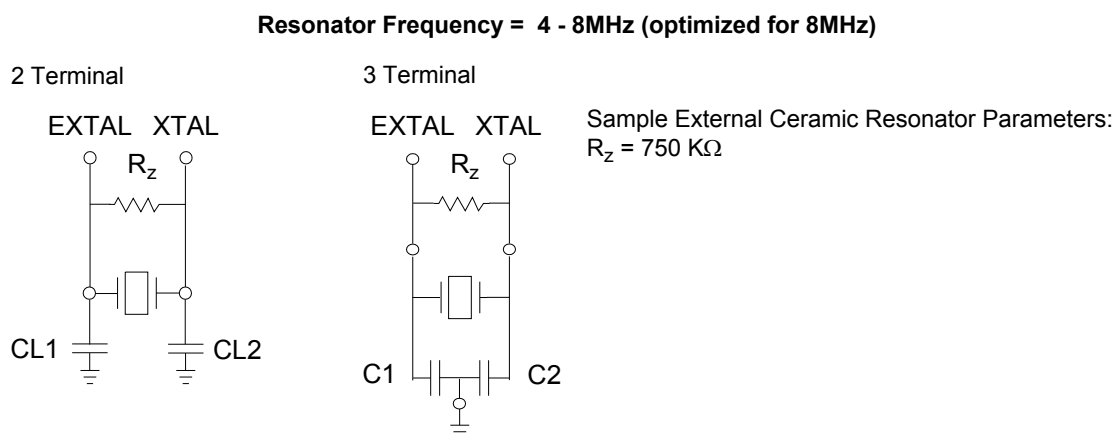 Resonator Frequency = 4 - 8MHz (optimized for 8MHz)
2 Terminal
EXTAL XTAL
Rz
CL1 CL2
3 Terminal
EXTAL XTAL
Rz
C1 C2
Sample External Ceramic Resonator Parameters:
Rz = 750 KΩ